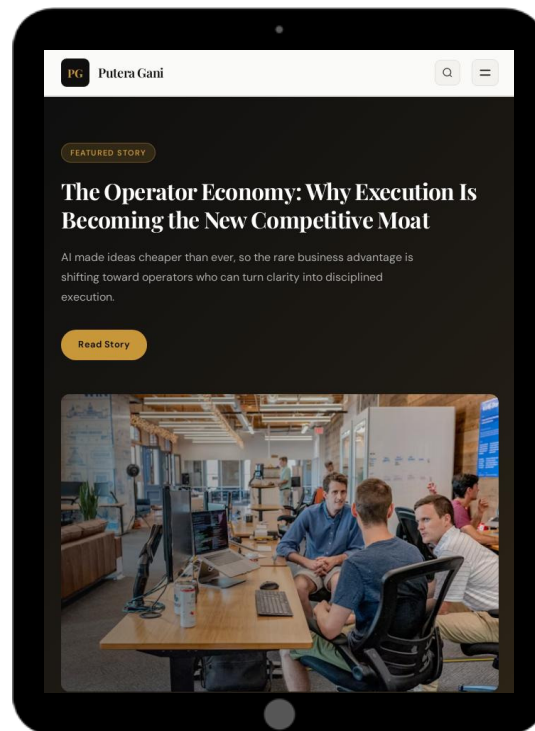 PG
Putera Gani
FEATURED STORY
The Operator Economy: Why Execution Is
Becoming the New Competitive Moat
AI made ideas cheaper than ever, so the rare business advantage is
shifting toward operators who can turn clarity into disciplined
execution.
Read Story